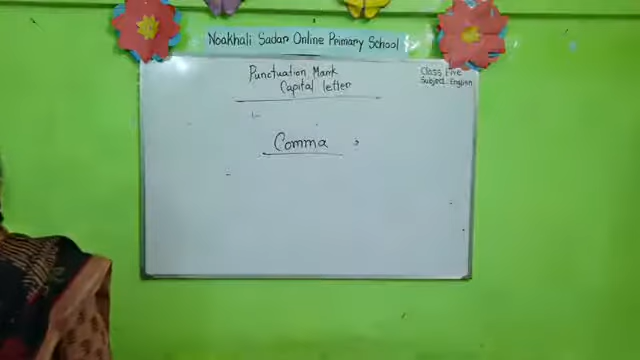 Noakhali Sadar Online Primary School
Punctuation Mark
Capital letter
Class Five
Subject: English
Comma ,